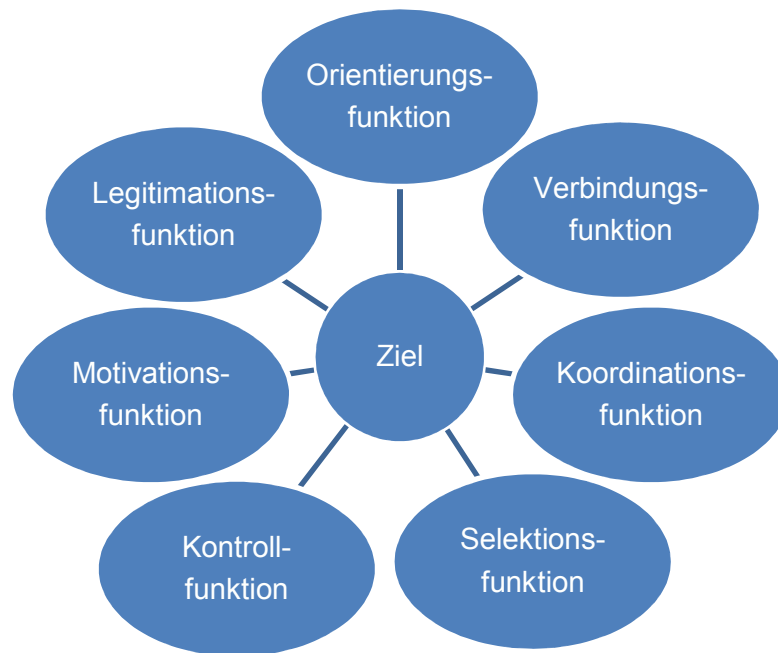 Orientierungs-
funktion
Verbindungs-
funktion
Koordinations-
funktion
Selektions-
funktion
Kontroll-
funktion
Motivations-
funktion
Legitimations-
funktion
Ziel